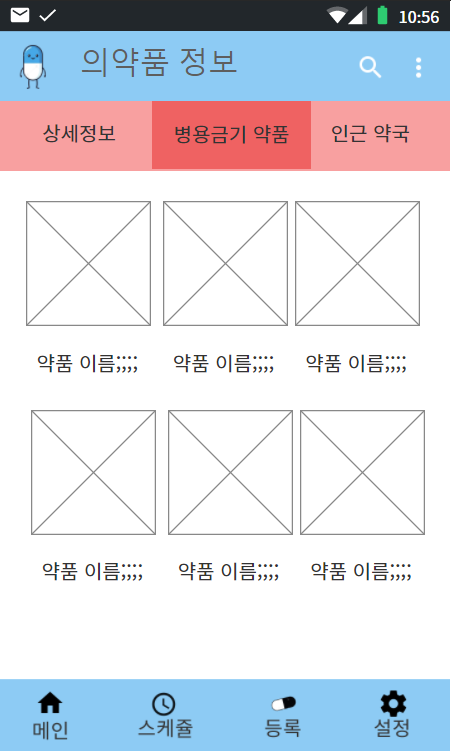 10:56
의약품 정보
상세정보 병용금기 약품 인근 약국
약품 이름;;;; 약품 이름;;;; 약품 이름;;;;
약품 이름;;;; 약품 이름;;;; 약품 이름;;;;
메인 스케쥴 등록 설정